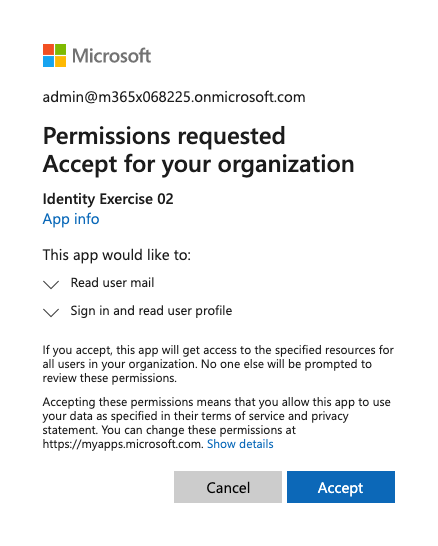 Microsoft
admin@m365x068225.onmicrosoft.com
Permissions requested
Accept for your organization
Identity Exercise 02
App info
This app would like to:
Read user mail
Sign in and read user profile
If you accept, this app will get access to the specified resources for
all users in your organization. No one else will be prompted to
review these permissions.
Accepting these permissions means that you allow this app to use
your data as specified in their terms of service and privacy
statement. You can change these permissions at
https://myapps.microsoft.com. Show details
Cancel Accept